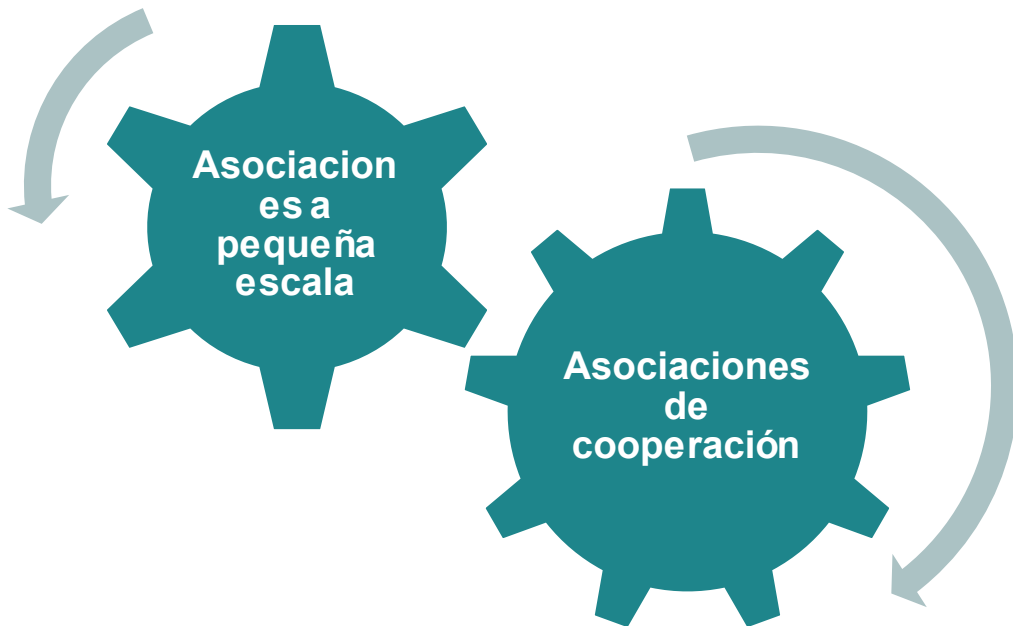 Asociacion
es a
pequeña
escala
Asociaciones
de
cooperación